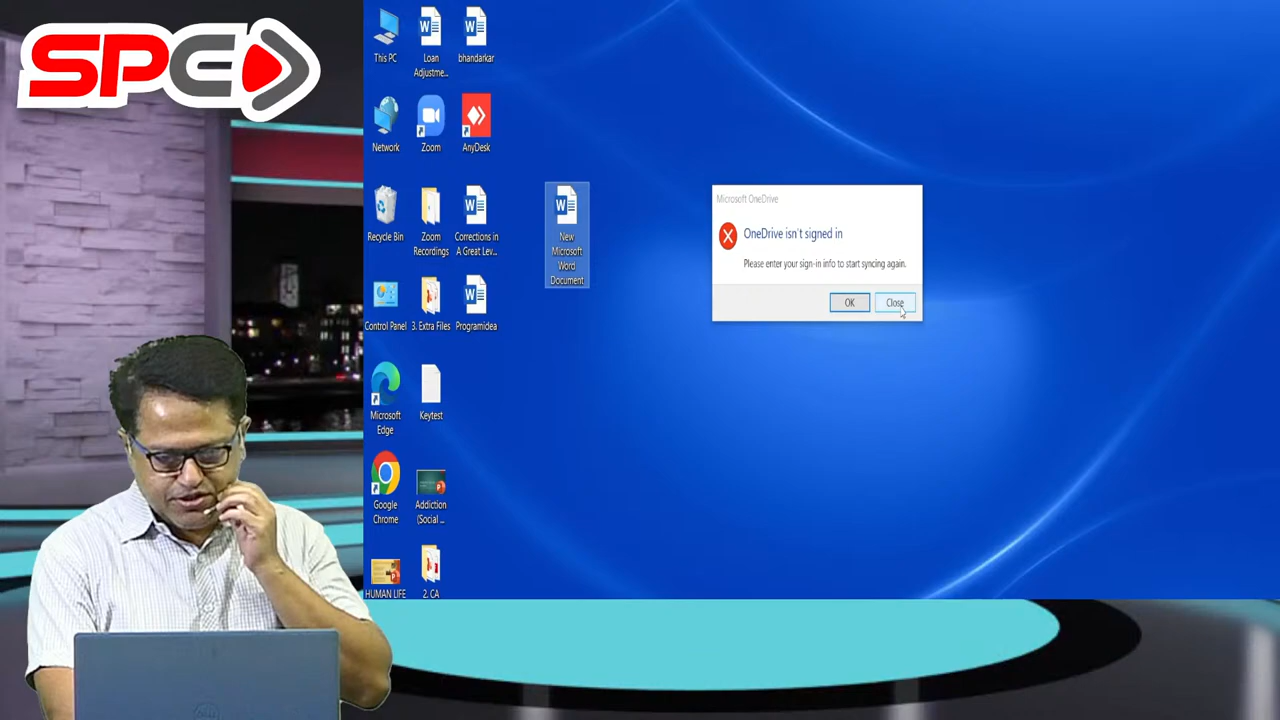 SPE
This PC
Loan
Adjustme...
bhandarkar
Network
Zoom
AnyDesk
Recycle Bin
Zoom
Recordings
Corrections in
A Great Lev...
New
Microsoft
Word
Document
Control Panel
3. Extra Files
Programidea
Microsoft
Edge
Keytest
Google
Chrome
Addiction
(Social ...
HUMAN LIFE
2. CA
Microsoft OneDrive
OneDrive isn't signed in
Please enter your sign-in info to start syncing again.
OK
Close
DELL